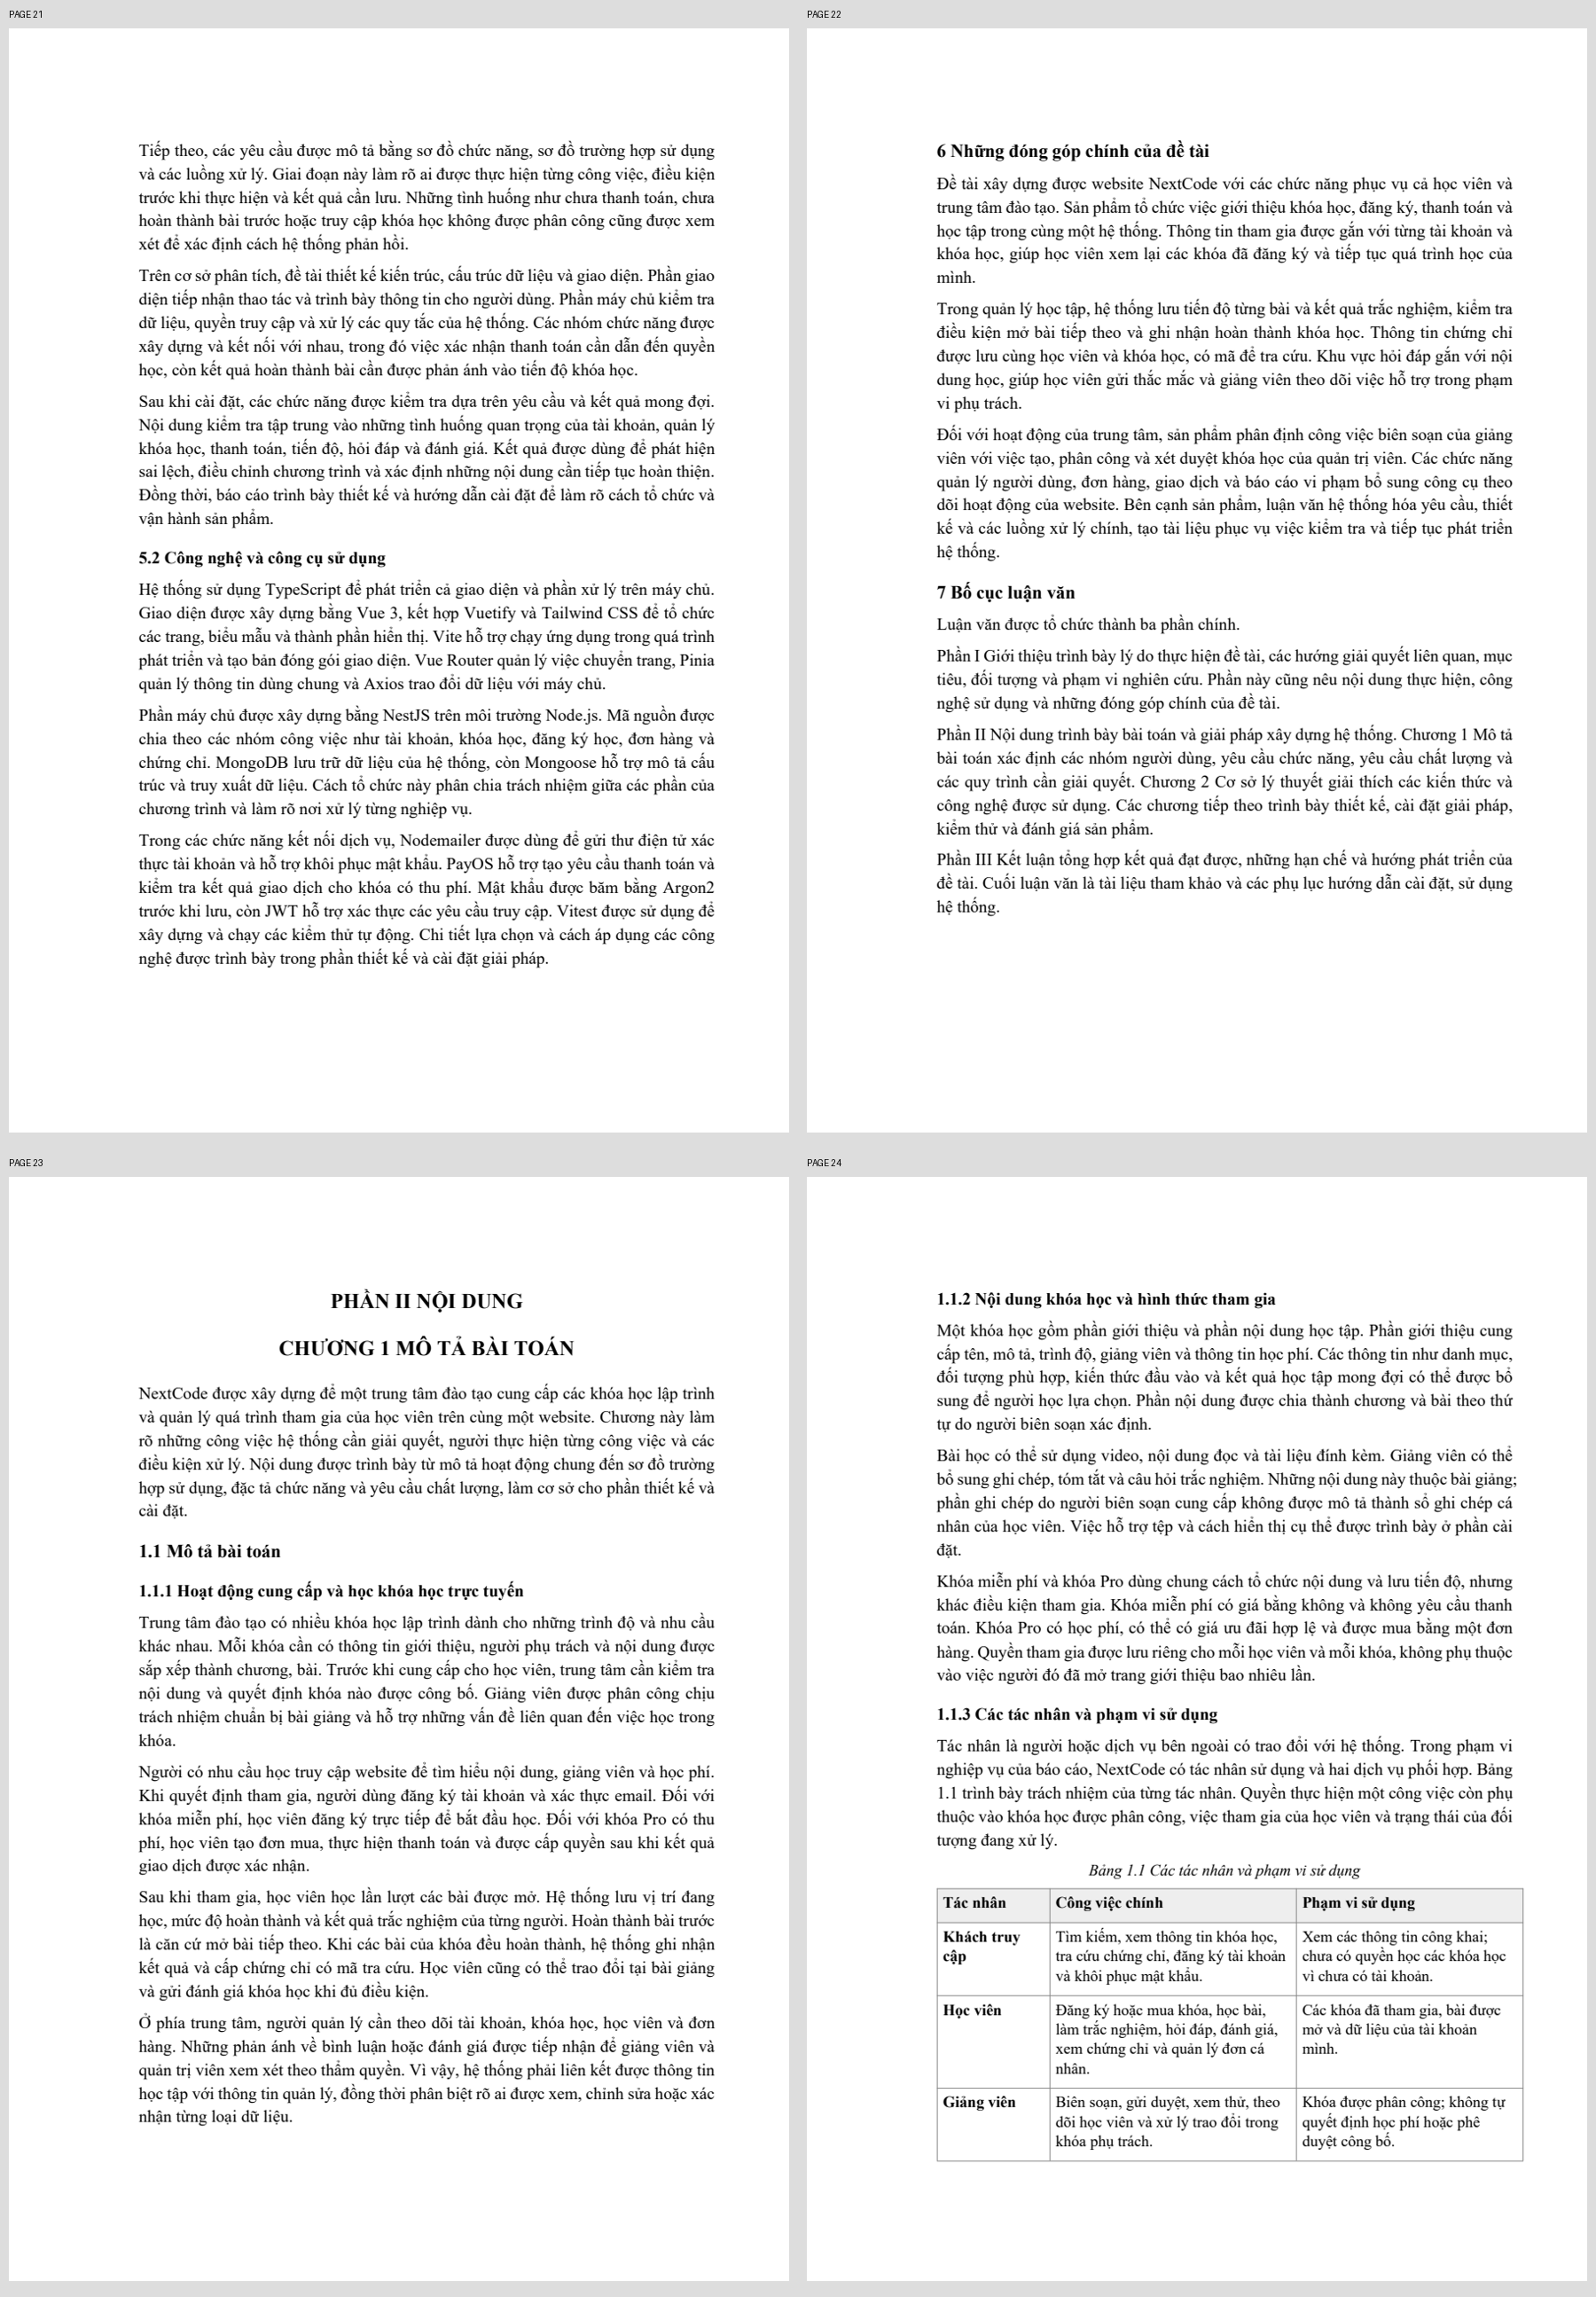 PAGE 21
Tiếp theo, các yêu cầu được mô tả bằng sơ đồ chức năng, sơ đồ trường hợp sử dụng
và các luồng xử lý. Giai đoạn này làm rõ ai được thực hiện từng công việc, điều kiện
trước khi thực hiện và kết quả cần lưu. Những tình huống như chưa thanh toán, chưa
hoàn thành bài trước hoặc truy cập khóa học không được phân công cũng được xem
xét để xác định cách hệ thống phản hồi.
Trên cơ sở phân tích, đề tài thiết kế kiến trúc, cấu trúc dữ liệu và giao diện. Phần giao
diện tiếp nhận thao tác và trình bày thông tin cho người dùng. Phần máy chủ kiểm tra
dữ liệu, quyền truy cập và xử lý các quy tắc của hệ thống. Các nhóm chức năng được
xây dựng và kết nối với nhau, trong đó việc xác nhận thanh toán cần dẫn đến quyền
học, còn kết quả hoàn thành bài cần được phản ánh vào tiến độ khóa học.
Sau khi cài đặt, các chức năng được kiểm tra dựa trên yêu cầu và kết quả mong đợi.
Nội dung kiểm tra tập trung vào những tình huống quan trọng của tài khoản, quản lý
khóa học, thanh toán, tiến độ, hỏi đáp và đánh giá. Kết quả được dùng để phát hiện
sai lệch, điều chỉnh chương trình và xác định những nội dung cần tiếp tục hoàn thiện.
Đồng thời, báo cáo trình bày thiết kế và hướng dẫn cài đặt để làm rõ cách tổ chức và
vận hành sản phẩm.
5.2 Công nghệ và công cụ sử dụng
Hệ thống sử dụng TypeScript để phát triển cả giao diện và phần xử lý trên máy chủ.
Giao diện được xây dựng bằng Vue 3, kết hợp Vuetify và Tailwind CSS để tổ chức
các trang, biểu mẫu và thành phần hiển thị. Vite hỗ trợ chạy ứng dụng trong quá trình
phát triển và tạo bản đóng gói giao diện. Vue Router quản lý việc chuyển trang, Pinia
quản lý thông tin dùng chung và Axios trao đổi dữ liệu với máy chủ.
Phần máy chủ được xây dựng bằng NestJS trên môi trường Node.js. Mã nguồn được
chia theo các nhóm công việc như tài khoản, khóa học, đăng ký học, đơn hàng và
chứng chỉ. MongoDB lưu trữ dữ liệu của hệ thống, còn Mongoose hỗ trợ mô tả cấu
trúc và truy xuất dữ liệu. Cách tổ chức này phân chia trách nhiệm giữa các phần của
chương trình và làm rõ nơi xử lý từng nghiệp vụ.
Trong các chức năng kết nối dịch vụ, Nodemailer được dùng để gửi thư điện tử xác
thực tài khoản và hỗ trợ khôi phục mật khẩu. PayOS hỗ trợ tạo yêu cầu thanh toán và
kiểm tra kết quả giao dịch cho khóa có thu phí. Mật khẩu được băm bằng Argon2
trước khi lưu, còn JWT hỗ trợ xác thực các yêu cầu truy cập. Vitest được sử dụng để
xây dựng và chạy các kiểm thử tự động. Chi tiết lựa chọn và cách áp dụng các công
nghệ được trình bày trong phần thiết kế và cài đặt giải pháp.
PAGE 22
6 Những đóng góp chính của đề tài
Đề tài xây dựng được website NextCode với các chức năng phục vụ cả học viên và
trung tâm đào tạo. Sản phẩm tổ chức việc giới thiệu khóa học, đăng ký, thanh toán và
học tập trong cùng một hệ thống. Thông tin tham gia được gắn với từng tài khoản và
khóa học, giúp học viên xem lại các khóa đã đăng ký và tiếp tục quá trình học của
mình.
Trong quản lý học tập, hệ thống lưu tiến độ từng bài và kết quả trắc nghiệm, kiểm tra
điều kiện mở bài tiếp theo và ghi nhận hoàn thành khóa học. Thông tin chứng chỉ
được lưu cùng học viên và khóa học, có mã để tra cứu. Khu vực hỏi đáp gắn với nội
dung học, giúp học viên gửi thắc mắc và giảng viên theo dõi việc hỗ trợ trong phạm
vi phụ trách.
Đối với hoạt động của trung tâm, sản phẩm phân định công việc biên soạn của giảng
viên với việc tạo, phân công và xét duyệt khóa học của quản trị viên. Các chức năng
quản lý người dùng, đơn hàng, giao dịch và báo cáo vi phạm bổ sung công cụ theo
dõi hoạt động của website. Bên cạnh sản phẩm, luận văn hệ thống hóa yêu cầu, thiết
kế và các luồng xử lý chính, tạo tài liệu phục vụ việc kiểm tra và tiếp tục phát triển
hệ thống.
7 Bố cục luận văn
Luận văn được tổ chức thành ba phần chính.
Phần I Giới thiệu trình bày lý do thực hiện đề tài, các hướng giải quyết liên quan, mục
tiêu, đối tượng và phạm vi nghiên cứu. Phần này cũng nêu nội dung thực hiện, công
nghệ sử dụng và những đóng góp chính của đề tài.
Phần II Nội dung trình bày bài toán và giải pháp xây dựng hệ thống. Chương 1 Mô tả
bài toán xác định các nhóm người dùng, yêu cầu chức năng, yêu cầu chất lượng và
các quy trình cần giải quyết. Chương 2 Cơ sở lý thuyết giải thích các kiến thức và
công nghệ được sử dụng. Các chương tiếp theo trình bày thiết kế, cài đặt giải pháp,
kiểm thử và đánh giá sản phẩm.
Phần III Kết luận tổng hợp kết quả đạt được, những hạn chế và hướng phát triển của
đề tài. Cuối luận văn là tài liệu tham khảo và các phụ lục hướng dẫn cài đặt, sử dụng
hệ thống.
PAGE 23
PHẦN II NỘI DUNG
CHƯƠNG 1 MÔ TẢ BÀI TOÁN
NextCode được xây dựng để một trung tâm đào tạo cung cấp các khóa học lập trình
và quản lý quá trình tham gia của học viên trên cùng một website. Chương này làm
rõ những công việc hệ thống cần giải quyết, người thực hiện từng công việc và các
điều kiện xử lý. Nội dung được trình bày từ mô tả hoạt động chung đến sơ đồ trường
hợp sử dụng, đặc tả chức năng và yêu cầu chất lượng, làm cơ sở cho phần thiết kế và
cài đặt.
1.1 Mô tả bài toán
1.1.1 Hoạt động cung cấp và học khóa học trực tuyến
Trung tâm đào tạo có nhiều khóa học lập trình dành cho những trình độ và nhu cầu
khác nhau. Mỗi khóa cần có thông tin giới thiệu, người phụ trách và nội dung được
sắp xếp thành chương, bài. Trước khi cung cấp cho học viên, trung tâm cần kiểm tra
nội dung và quyết định khóa nào được công bố. Giảng viên được phân công chịu
trách nhiệm chuẩn bị bài giảng và hỗ trợ những vấn đề liên quan đến việc học trong
khóa.
Người có nhu cầu học truy cập website để tìm hiểu nội dung, giảng viên và học phí.
Khi quyết định tham gia, người dùng đăng ký tài khoản và xác thực email. Đối với
khóa miễn phí, học viên đăng ký trực tiếp để bắt đầu học. Đối với khóa Pro có thu
phí, học viên tạo đơn mua, thực hiện thanh toán và được cấp quyền sau khi kết quả
giao dịch được xác nhận.
Sau khi tham gia, học viên học lần lượt các bài được mở. Hệ thống lưu vị trí đang
học, mức độ hoàn thành và kết quả trắc nghiệm của từng người. Hoàn thành bài trước
là căn cứ mở bài tiếp theo. Khi các bài của khóa đều hoàn thành, hệ thống ghi nhận
kết quả và cấp chứng chỉ có mã tra cứu. Học viên cũng có thể trao đổi tại bài giảng
và gửi đánh giá khóa học khi đủ điều kiện.
Ở phía trung tâm, người quản lý cần theo dõi tài khoản, khóa học, học viên và đơn
hàng. Những phản ánh về bình luận hoặc đánh giá được tiếp nhận để giảng viên và
quản trị viên xem xét theo thẩm quyền. Vì vậy, hệ thống phải liên kết được thông tin
học tập với thông tin quản lý, đồng thời phân biệt rõ ai được xem, chỉnh sửa hoặc xác
nhận từng loại dữ liệu.
PAGE 24
1.1.2 Nội dung khóa học và hình thức tham gia
Một khóa học gồm phần giới thiệu và phần nội dung học tập. Phần giới thiệu cung
cấp tên, mô tả, trình độ, giảng viên và thông tin học phí. Các thông tin như danh mục,
đối tượng phù hợp, kiến thức đầu vào và kết quả học tập mong đợi có thể được bổ
sung để người học lựa chọn. Phần nội dung được chia thành chương và bài theo thứ
tự do người biên soạn xác định.
Bài học có thể sử dụng video, nội dung đọc và tài liệu đính kèm. Giảng viên có thể
bổ sung ghi chép, tóm tắt và câu hỏi trắc nghiệm. Những nội dung này thuộc bài giảng;
phần ghi chép do người biên soạn cung cấp không được mô tả thành sổ ghi chép cá
nhân của học viên. Việc hỗ trợ tệp và cách hiển thị cụ thể được trình bày ở phần cài
đặt.
Khóa miễn phí và khóa Pro dùng chung cách tổ chức nội dung và lưu tiến độ, nhưng
khác điều kiện tham gia. Khóa miễn phí có giá bằng không và không yêu cầu thanh
toán. Khóa Pro có học phí, có thể có giá ưu đãi hợp lệ và được mua bằng một đơn
hàng. Quyền tham gia được lưu riêng cho mỗi học viên và mỗi khóa, không phụ thuộc
vào việc người đó đã mở trang giới thiệu bao nhiêu lần.
1.1.3 Các tác nhân và phạm vi sử dụng
Tác nhân là người hoặc dịch vụ bên ngoài có trao đổi với hệ thống. Trong phạm vi
nghiệp vụ của báo cáo, NextCode có tác nhân sử dụng và hai dịch vụ phối hợp. Bảng
1.1 trình bày trách nhiệm của từng tác nhân. Quyền thực hiện một công việc còn phụ
thuộc vào khóa học được phân công, việc tham gia của học viên và trạng thái của đối
tượng đang xử lý.
Bảng 1.1 Các tác nhân và phạm vi sử dụng
Tác nhân
Công việc chính
Phạm vi sử dụng
Khách truy
cập
Tìm kiếm, xem thông tin khóa học,
tra cứu chứng chỉ, đăng ký tài khoản
và khôi phục mật khẩu.
Xem các thông tin công khai;
chưa có quyền học các khóa học
vì chưa có tài khoản.
Học viên
Đăng ký hoặc mua khóa, học bài,
làm trắc nghiệm, hỏi đáp, đánh giá,
xem chứng chỉ và quản lý đơn cá
nhân.
Các khóa đã tham gia, bài được
mở và dữ liệu của tài khoản
mình.
Giảng viên
Biên soạn, gửi duyệt, xem thử, theo
dõi học viên và xử lý trao đổi trong
khóa phụ trách.
Khóa được phân công; không tự
quyết định học phí hoặc phê
duyệt công bố.